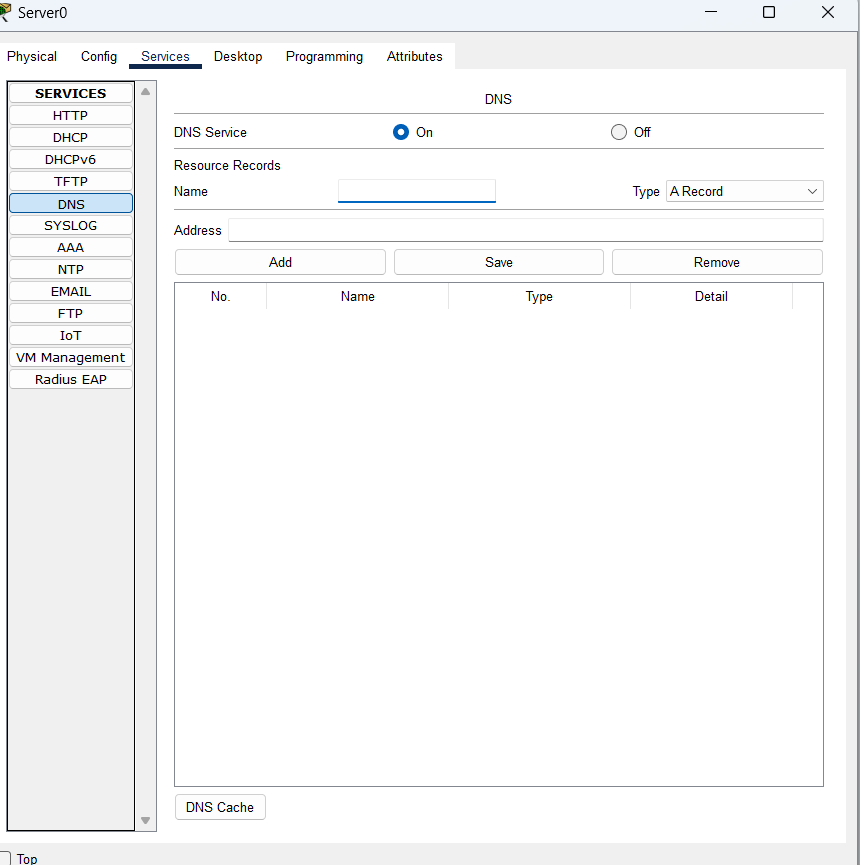 Server0
Physical Config Services Desktop Programming Attributes
SERVICES
HTTP
DHCP
DHCPv6
TFTP
DNS
SYSLOG
AAA
NTP
EMAIL
FTP
IoT
VM Management
Radius EAP
DNS
DNS Service On Off
Resource Records
Name Type A Record
Address
Add Save Remove
No. Name Type Detail
DNS Cache
Top